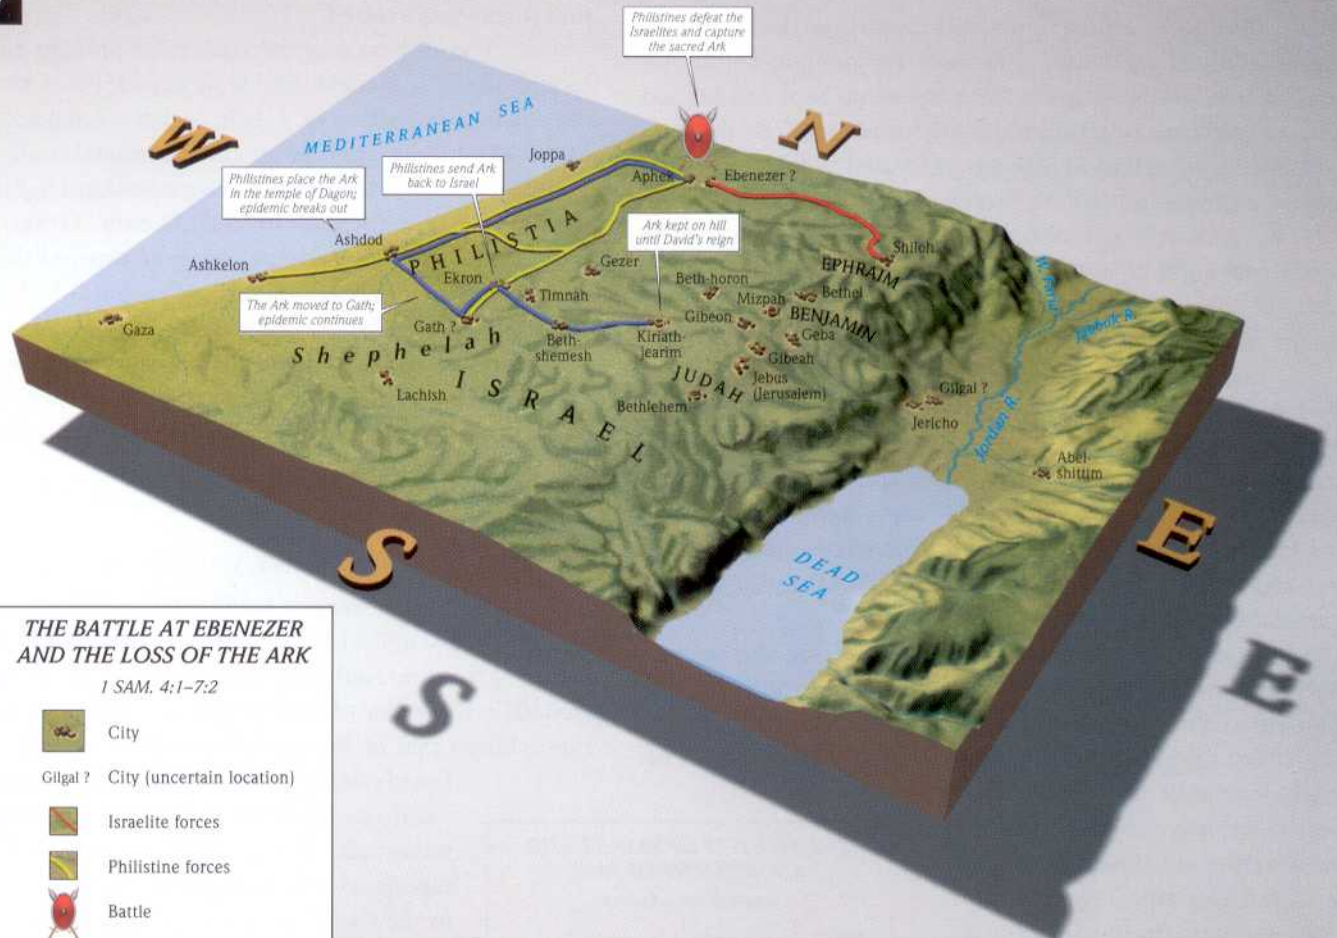 Philistines defeat the
Israelites and capture
the sacred Ark
W
N
MEDITERRANEAN SEA
Joppa
Philistines send Ark
back to Israel
Philistines place the Ark
in the temple of Dagon;
epidemic breaks out
Aphek
Ebenezer ?
Ark kept on hill
until David's reign
Ashdod
PHILISTIA
Shiloh
Ashkelon
Ekron
Gezer
EPHRAIM
Beth-horon
Timnah
Mizpah
Bethel
The Ark moved to Gath;
epidemic continues
Gaza
Gath ?
Gibeon
BENJAMIN
Beth-
shemesh
Kiriath-
Jearim
Geba
Gibeah
Shephelah
ISRAEL
JUDAH
Jebus
(Jerusalem)
Lachish
Bethlehem
Gilgal ?
Jericho
Jabbok R.
Jordan R.
Abel-
shittim
DEAD
SEA
S
E
S
E
THE BATTLE AT EBENEZER
AND THE LOSS OF THE ARK
1 SAM. 4:1–7:2
City
Gilgal ? City (uncertain location)
Israelite forces
Philistine forces
Battle